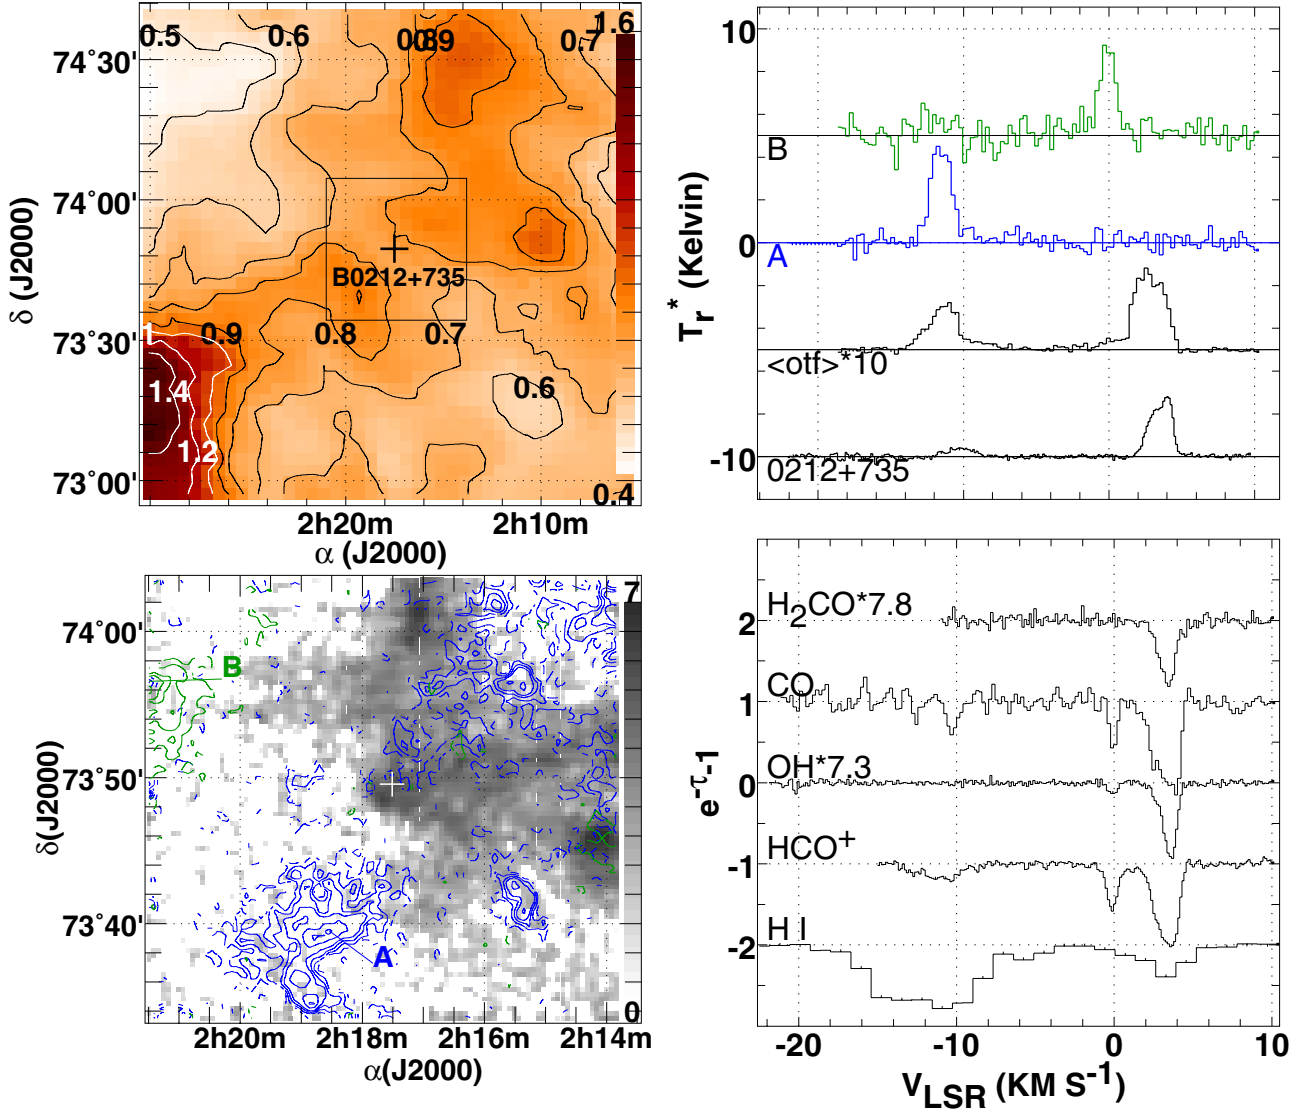 0.5 0.6 0.8 0.9 0.7 1.6
74°30'
74°00'
B0212+735
1 0.9 0.8 0.7
73°30'
1.4 0.6
1.2
73°00'
0.4
2h20m 2h10m
α (J2000)
δ (J2000)
10
B
0
A
<otf>*10
-10
0212+735
Tr* (Kelvin)
7
74°00'
B
73°50'
73°40'
A
0
2h20m 2h18m 2h16m 2h14m
α(J2000)
δ(J2000)
H2CO*7.8
2
CO
1
OH*7.3
0
HCO+
-1
H I
-2
-20 -10 0 10
VLSR (KM S-1)
e-τ-1